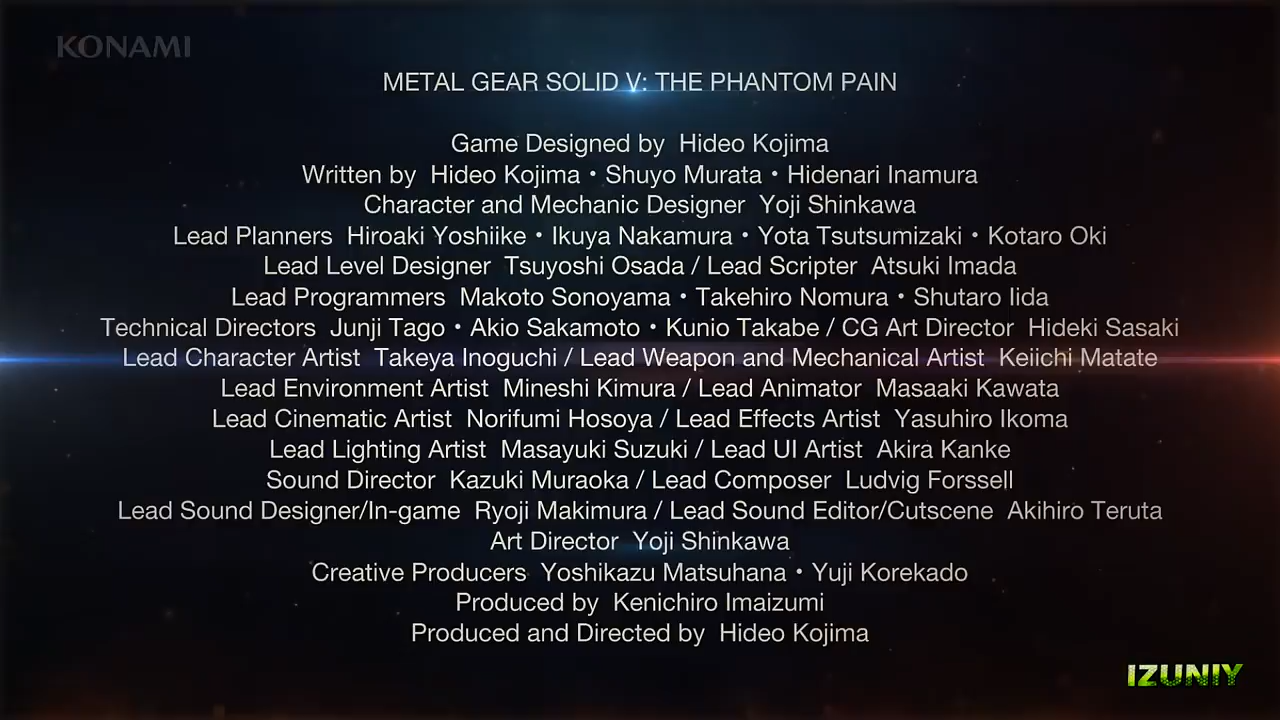 KONAMI
METAL GEAR SOLID V: THE PHANTOM PAIN
Game Designed by Hideo Kojima
Written by Hideo Kojima・Shuyo Murata・Hidenari Inamura
Character and Mechanic Designer Yoji Shinkawa
Lead Planners Hiroaki Yoshiike・Ikuya Nakamura・Yota Tsutsumizaki・Kotaro Oki
Lead Level Designer Tsuyoshi Osada / Lead Scripter Atsuki Imada
Lead Programmers Makoto Sonoyama・Takehiro Nomura・Shutaro Iida
Technical Directors Junji Tago・Akio Sakamoto・Kunio Takabe / CG Art Director Hideki Sasaki
Lead Character Artist Takeya Inoguchi / Lead Weapon and Mechanical Artist Keiichi Matate
Lead Environment Artist Mineshi Kimura / Lead Animator Masaaki Kawata
Lead Cinematic Artist Norifumi Hosoya / Lead Effects Artist Yasuhiro Ikoma
Lead Lighting Artist Masayuki Suzuki / Lead UI Artist Akira Kanke
Sound Director Kazuki Muraoka / Lead Composer Ludvig Forssell
Lead Sound Designer/In-game Ryoji Makimura / Lead Sound Editor/Cutscene Akihiro Teruta
Art Director Yoji Shinkawa
Creative Producers Yoshikazu Matsuhana・Yuji Korekado
Produced by Kenichiro Imaizumi
Produced and Directed by Hideo Kojima
IZUNIY